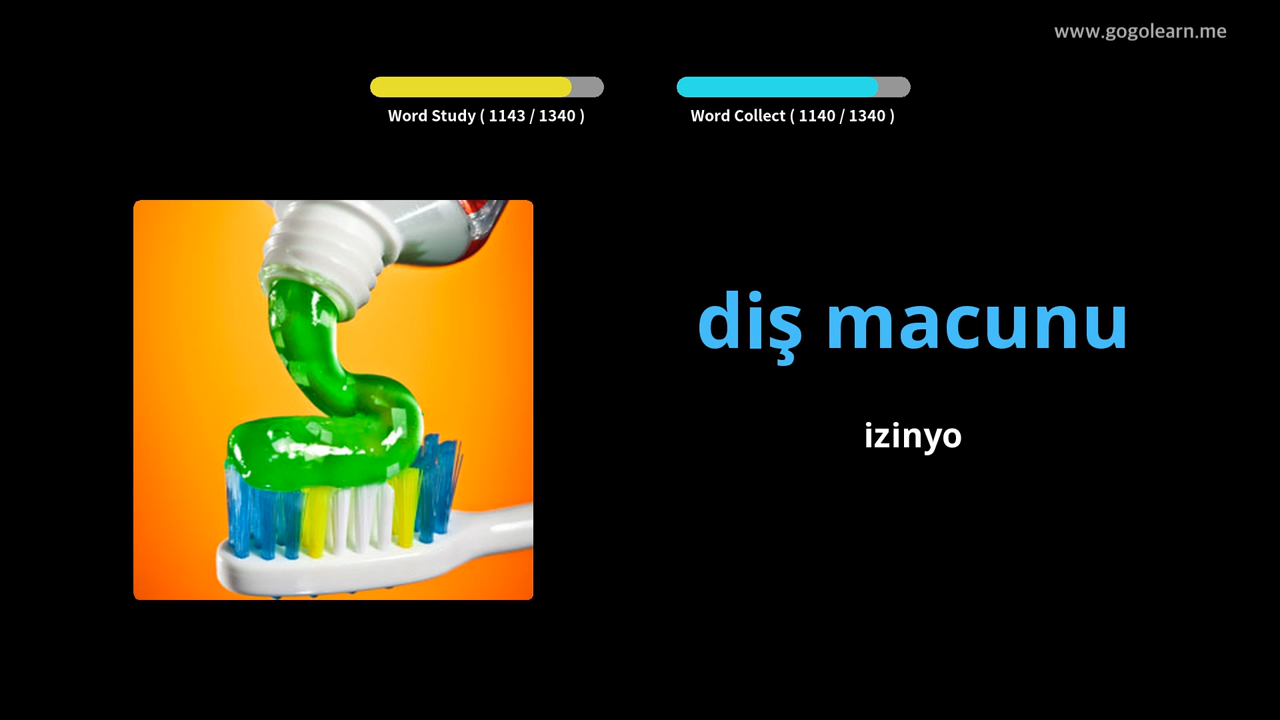 www.gogolearn.me
Word Study ( 1143 / 1340 )
Word Collect ( 1140 / 1340 )
diş macunu
izinyo